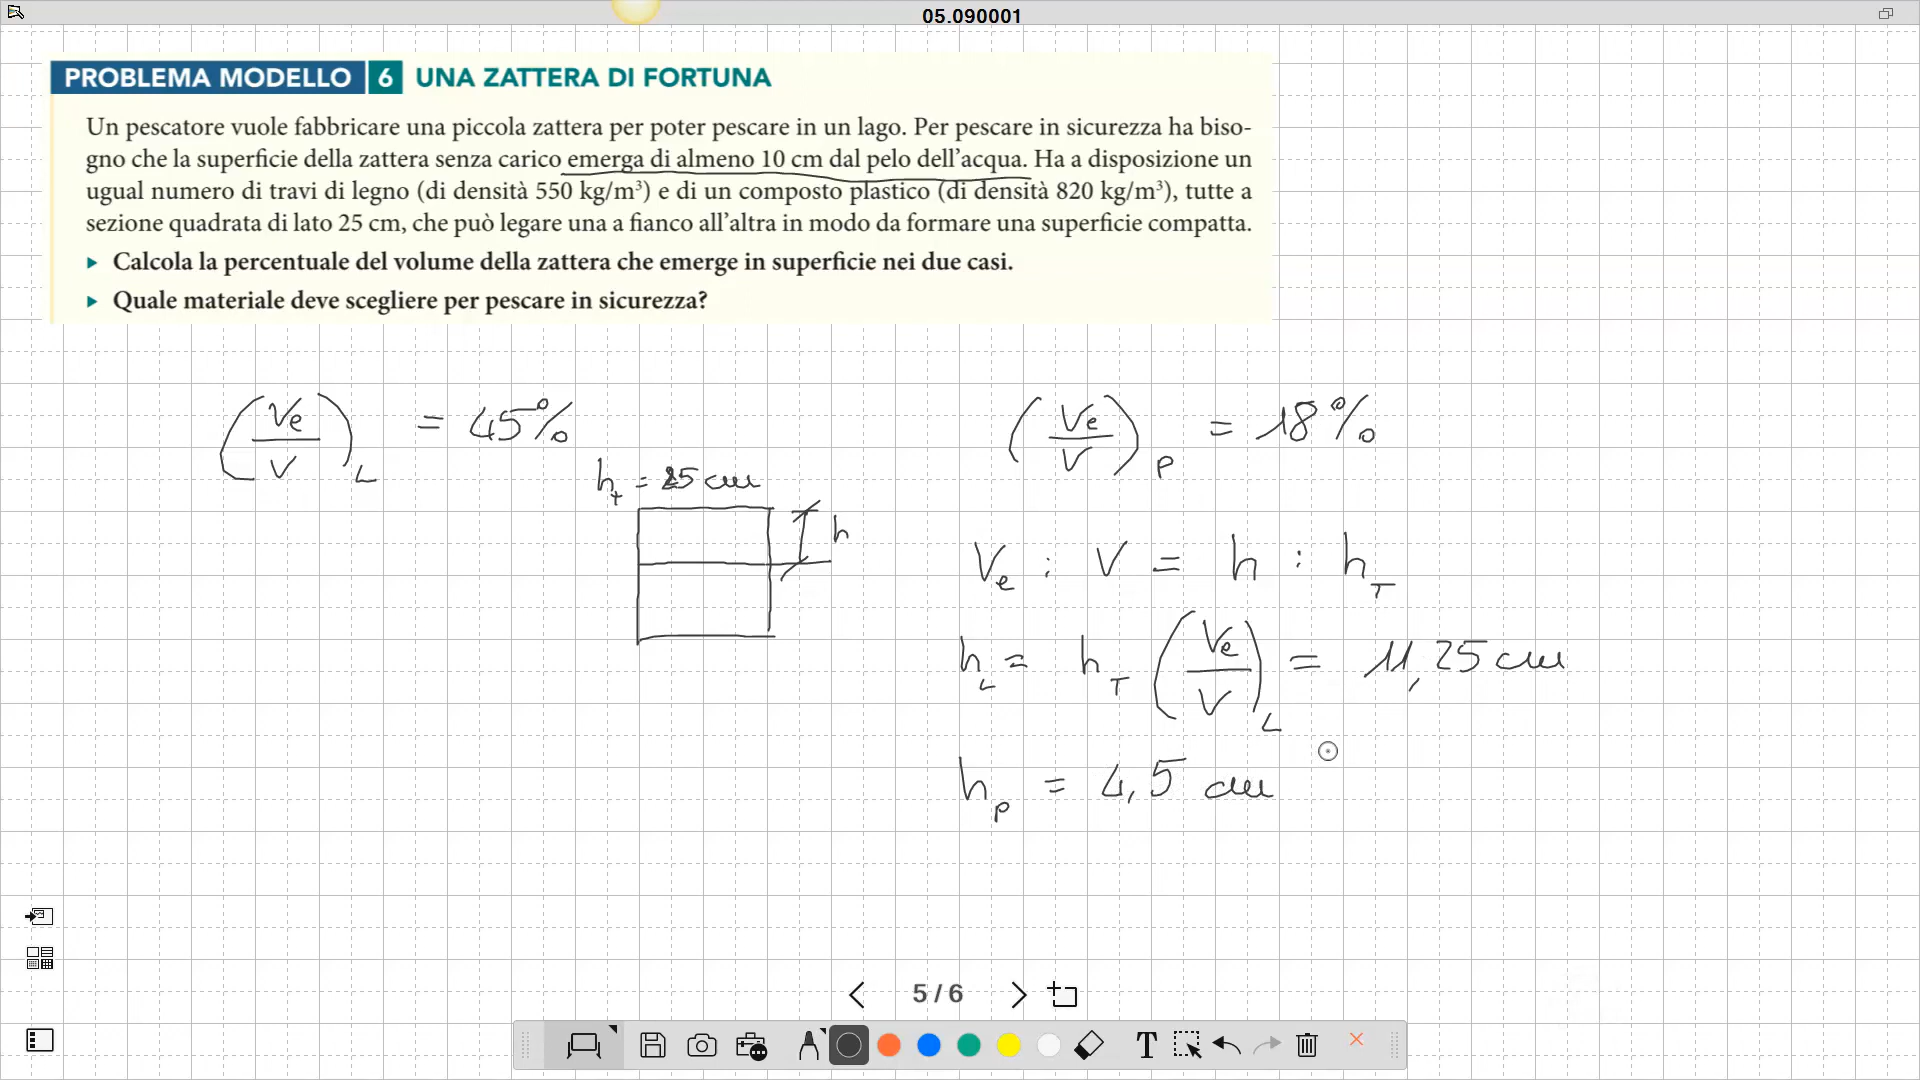 05.090001
PROBLEMA MODELLO 6 UNA ZATTERA DI FORTUNA
Un pescatore vuole fabbricare una piccola zattera per poter pescare in un lago. Per pescare in sicurezza ha biso-
gno che la superficie della zattera senza carico emerga di almeno 10 cm dal pelo dell'acqua. Ha a disposizione un
ugual numero di travi di legno (di densità 550 kg/m³) e di un composto plastico (di densità 820 kg/m³), tutte a
sezione quadrata di lato 25 cm, che può legare una a fianco all'altra in modo da formare una superficie compatta.
▸ Calcola la percentuale del volume della zattera che emerge in superficie nei due casi.
▸ Quale materiale deve scegliere per pescare in sicurezza?
(Ve/V)L = 45%
(Ve/V)P = 18%
hT = 25 cm
h
Ve : V = h : hT
hL = hT (Ve/V)L = 11,25 cm
hP = 4,5 cm
5 / 6
T